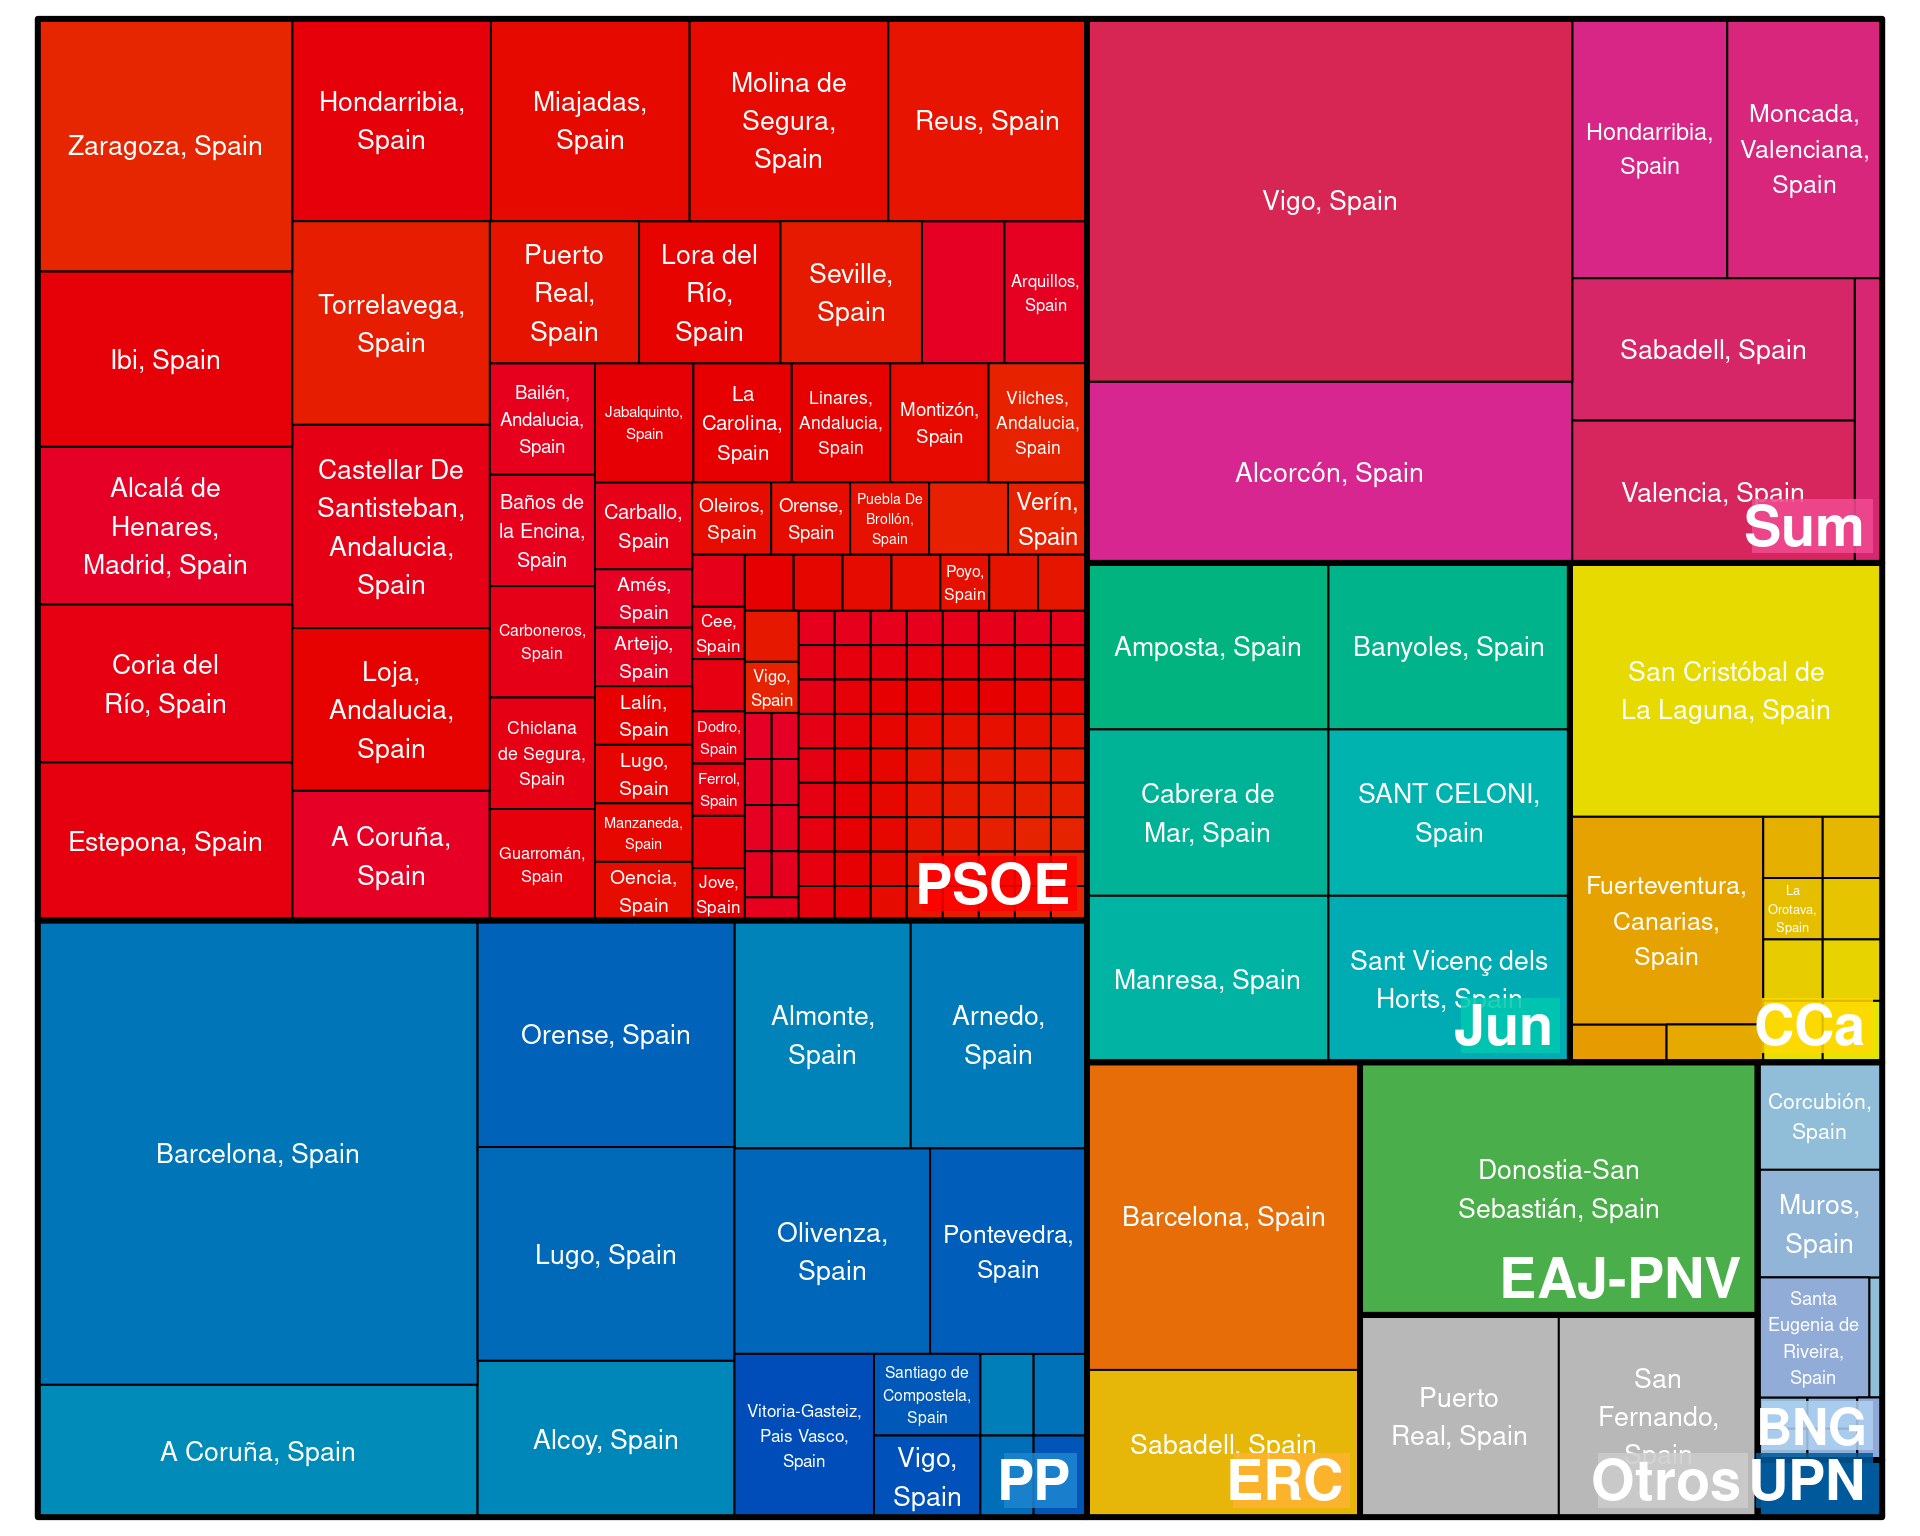 Zaragoza, Spain
Ibi, Spain
Alcalá de
Henares,
Madrid, Spain
Coria del
Río, Spain
Estepona, Spain
Hondarribia,
Spain
Miajadas,
Spain
Molina de
Segura,
Spain
Reus, Spain
Torrelavega,
Spain
Castellar De
Santisteban,
Andalucia,
Spain
Loja,
Andalucia,
Spain
A Coruña,
Spain
Puerto
Real,
Spain
Lora del
Río,
Spain
Seville,
Spain
Arquillos,
Spain
Bailén,
Andalucia,
Spain
Baños de
la Encina,
Spain
Carboneros,
Spain
Chiclana
de Segura,
Spain
Guarromán,
Spain
Jabalquinto,
Spain
La
Carolina,
Spain
Linares,
Andalucia,
Spain
Montizón,
Spain
Vilches,
Andalucia,
Spain
Carballo,
Spain
Amés,
Spain
Arteijo,
Spain
Lalín,
Spain
Lugo,
Spain
Manzaneda,
Spain
Oencia,
Spain
Oleiros,
Spain
Orense,
Spain
Puebla De
Brollón,
Spain
Verín,
Spain
Cee,
Spain
Dodro,
Spain
Ferrol,
Spain
Jove,
Spain
Poyo,
Spain
Vigo,
Spain
PSOE
Barcelona, Spain
A Coruña, Spain
Orense, Spain
Lugo, Spain
Alcoy, Spain
Almonte,
Spain
Arnedo,
Spain
Olivenza,
Spain
Pontevedra,
Spain
Vitoria-Gasteiz,
Pais Vasco,
Spain
Santiago de
Compostela,
Spain
Vigo,
Spain
PP
Vigo, Spain
Alcorcón, Spain
Hondarribia,
Spain
Moncada,
Valenciana,
Spain
Sabadell, Spain
Valencia, Spain
Sum
Amposta, Spain
Banyoles, Spain
Cabrera de
Mar, Spain
SANT CELONI,
Spain
Manresa, Spain
Sant Vicenç dels
Horts, Spain
Jun
San Cristóbal de
La Laguna, Spain
Fuerteventura,
Canarias,
Spain
La
Orotava,
Spain
CCa
Barcelona, Spain
Sabadell, Spain
ERC
Donostia-San
Sebastián, Spain
EAJ-PNV
Puerto
Real, Spain
San
Fernando,
Spain
Otros
Corcubión,
Spain
Muros,
Spain
Santa
Eugenia de
Riveira,
Spain
BNG
UPN